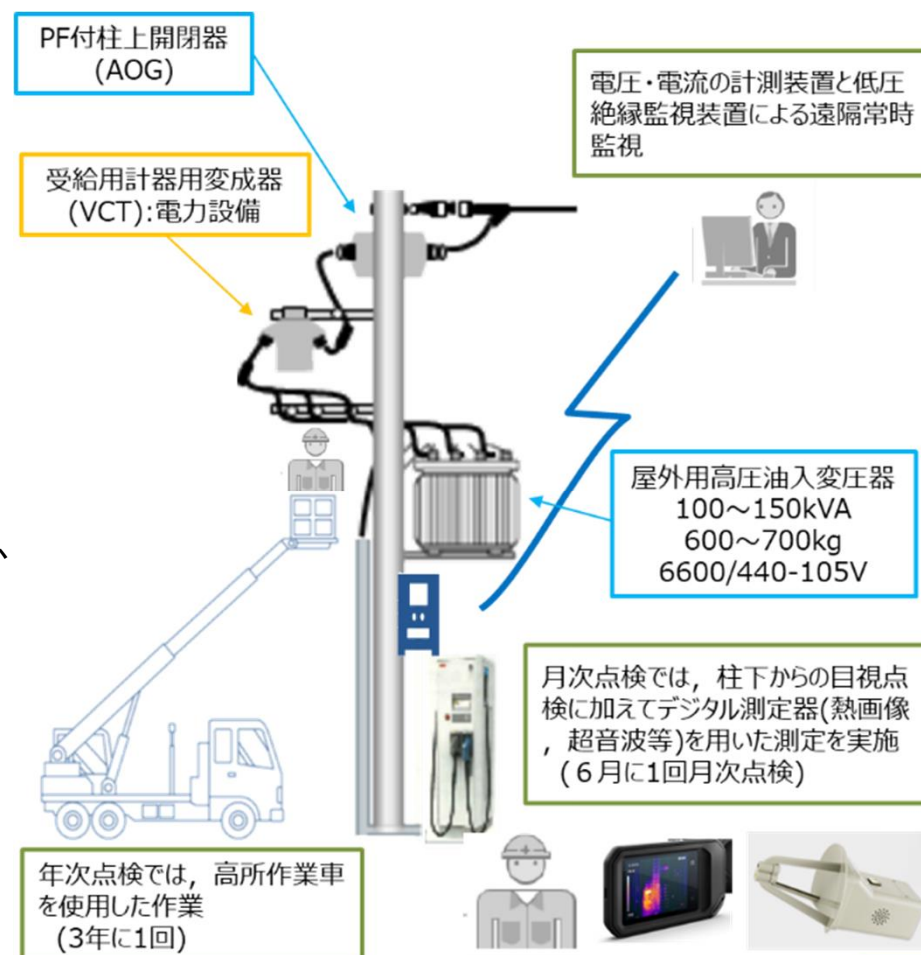 PF付柱上開閉器
(AOG)
電圧・電流の計測装置と低圧
絶縁監視装置による遠隔常時
監視
受給用計器用変成器
(VCT):電力設備
屋外用高圧油入変圧器
100～150kVA
600～700kg
6600/440-105V
、
月次点検では，柱下からの目視点
検に加えてデジタル測定器(熱画像
，超音波等)を用いた測定を実施
(６月に1回月次点検)
年次点検では，高所作業車
を使用した作業
(3年に1回)